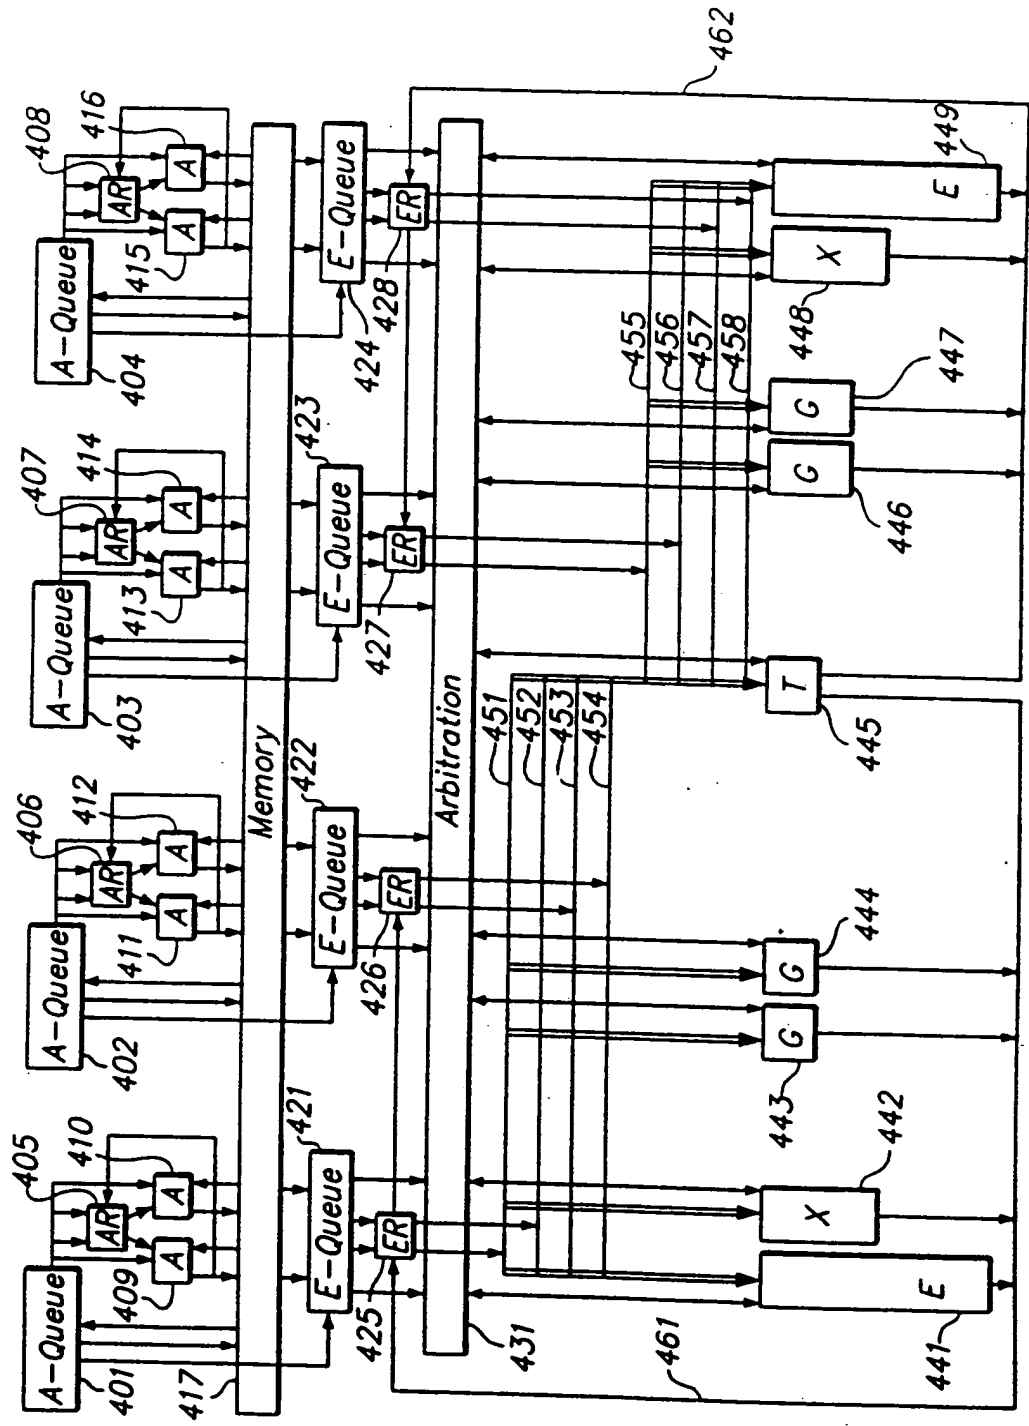 A-Queue
401
A-Queue
402
A-Queue
403
A-Queue
404
405
406
407
408
AR
AR
AR
AR
410
412
414
416
A
A
A
A
A
A
A
A
409
411
413
415
417
Memory
421
422
423
424
E-Queue
E-Queue
E-Queue
E-Queue
425
426
427
428
ER
ER
ER
ER
431
Arbitration
461
462
451
452
453
454
455
456
457
458
E
441
X
442
G
443
G
444
T
445
G
446
G
447
X
448
E
449